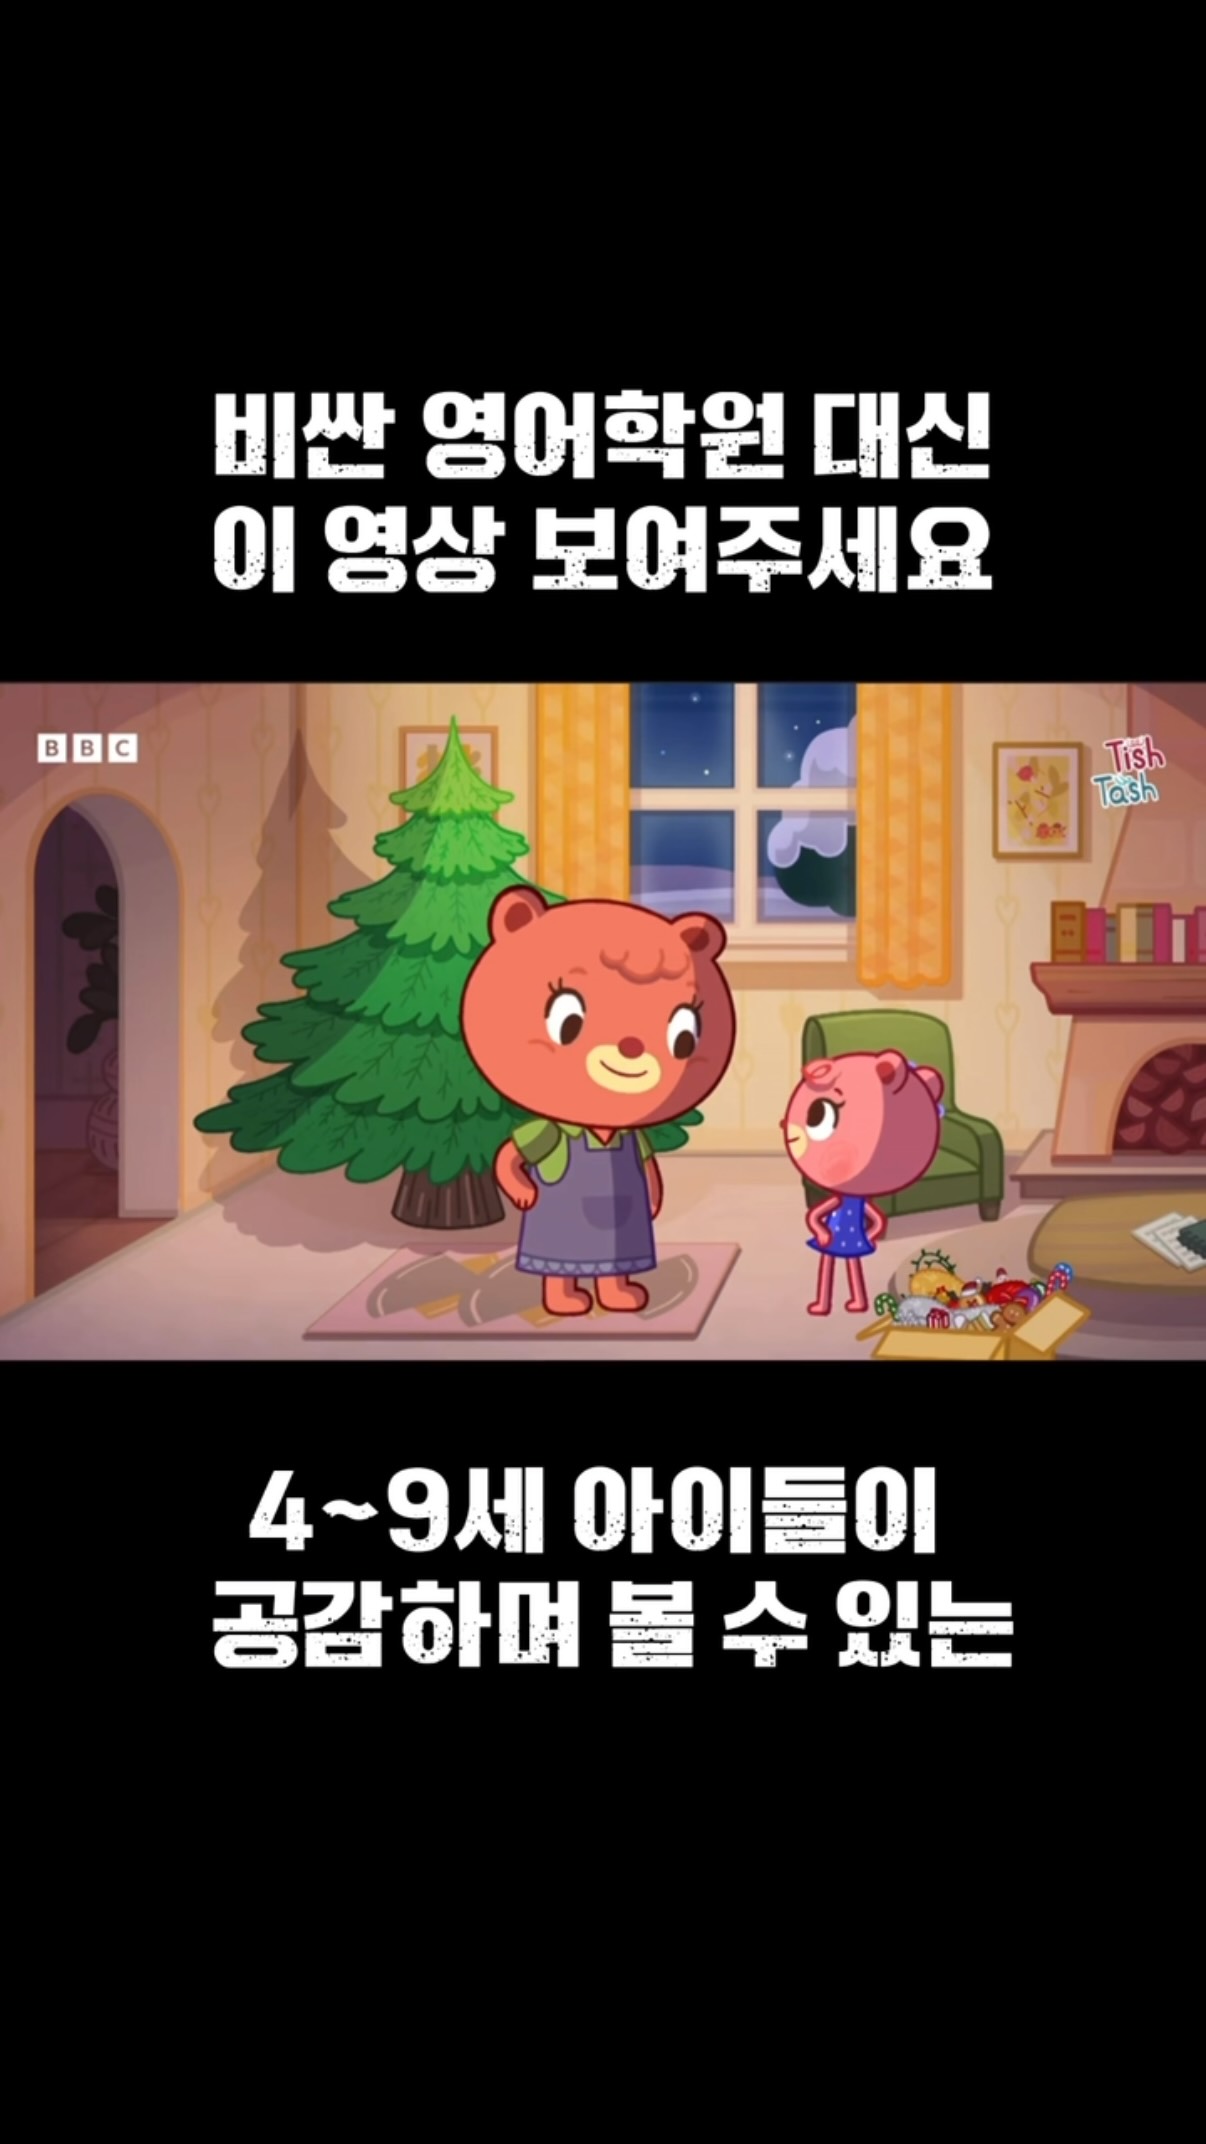 비싼 영어학원 대신
이 영상 보여주세요
BBC
Tish
Tash
4~9세 아이들이
공감하며 볼 수 있는